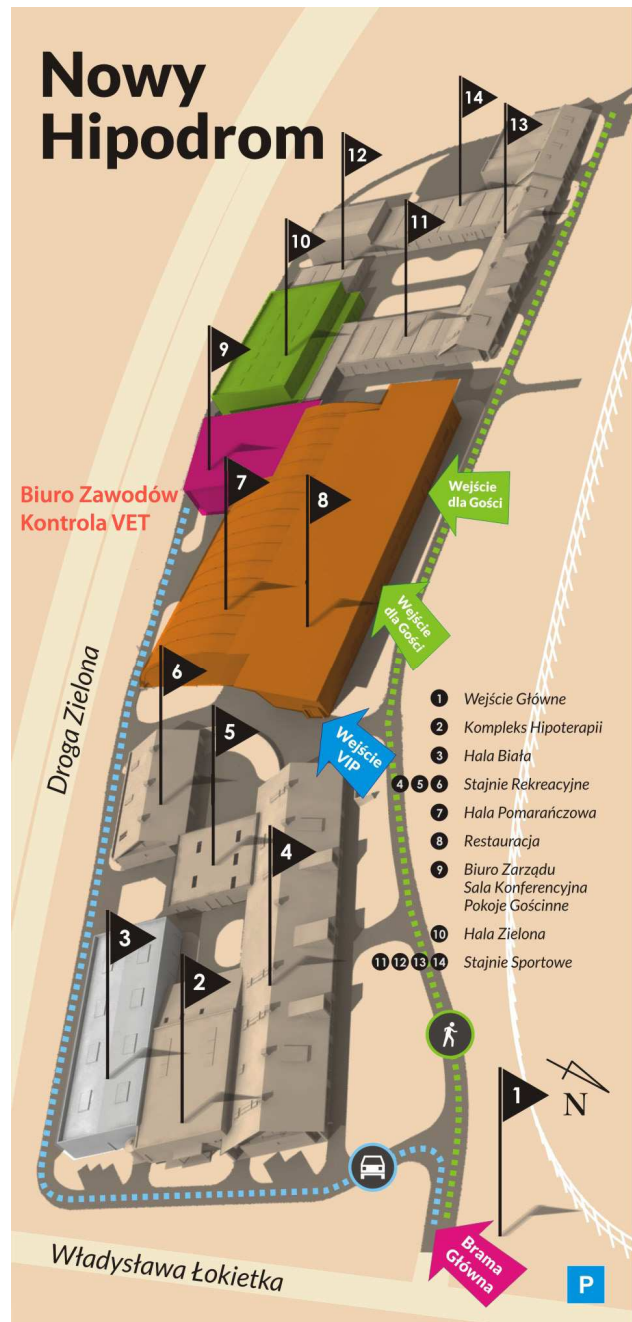 Nowy
Hipodrom
14
13
12
11
10
9
Biuro Zawodów
Kontrola VET
7
8
Wejście
dla Gości
Wejście
dla Gości
6
5
Wejście
VIP
Droga Zielona
4
3
2
1 Wejście Główne
2 Kompleks Hipoterapii
3 Hala Biała
4 5 6 Stajnie Rekreacyjne
7 Hala Pomarańczowa
8 Restauracja
9 Biuro Zarządu
Sala Konferencyjna
Pokoje Gościnne
10 Hala Zielona
11 12 13 14 Stajnie Sportowe
1
N
Brama
Główna
Władysława Łokietka
P